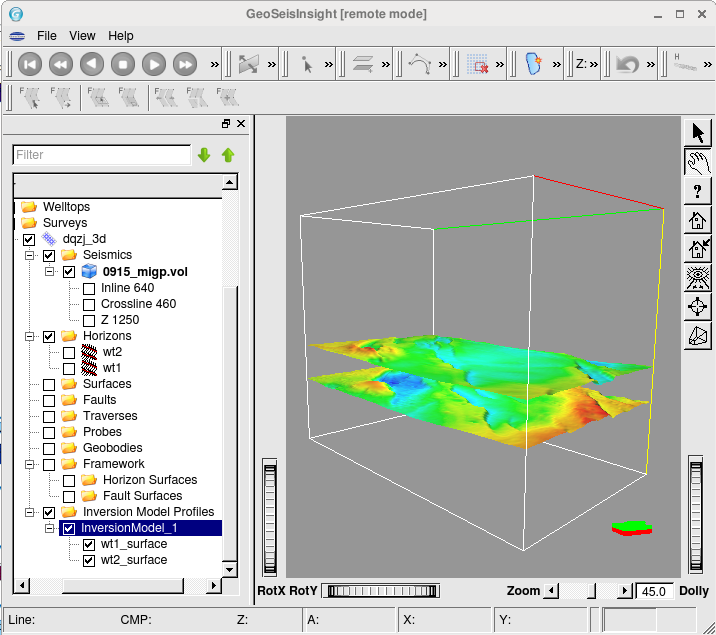 GeoSeisInsight [remote mode]
File View Help
» » » » » » Z: » » H »
F F F F F F F
Filter
Welltops
Surveys
dqzj_3d
Seismics
0915_migp.vol
Inline 640
Crossline 460
Z 1250
Horizons
wt2
wt1
Surfaces
Faults
Traverses
Probes
Geobodies
Framework
Horizon Surfaces
Fault Surfaces
Inversion Model Profiles
InversionModel_1
wt1_surface
wt2_surface
?
RotX RotY Zoom 45.0 Dolly
Line: CMP: Z: A: X: Y: